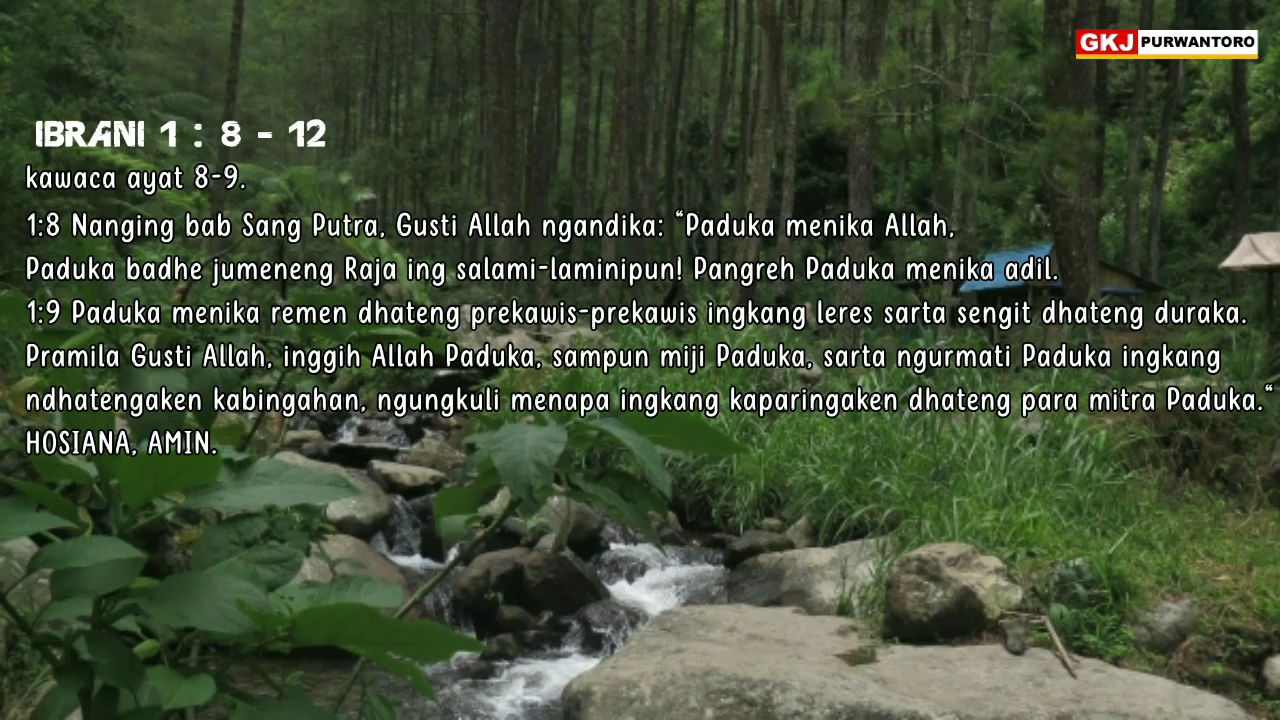 GKJ PURWANTORO
IBRANI 1 : 8 - 12
kawaca ayat 8-9.
1:8 Nanging bab Sang Putra, Gusti Allah ngandika: “Paduka menika Allah,
Paduka badhe jumeneng Raja ing salami-laminipun! Pangreh Paduka menika adil.
1:9 Paduka menika remen dhateng prekawis-prekawis ingkang leres sarta sengit dhateng duraka.
Pramila Gusti Allah, inggih Allah Paduka, sampun miji Paduka, sarta ngurmati Paduka ingkang
ndhatengaken kabingahan, ngungkuli menapa ingkang kaparingaken dhateng para mitra Paduka.“
HOSIANA, AMIN.